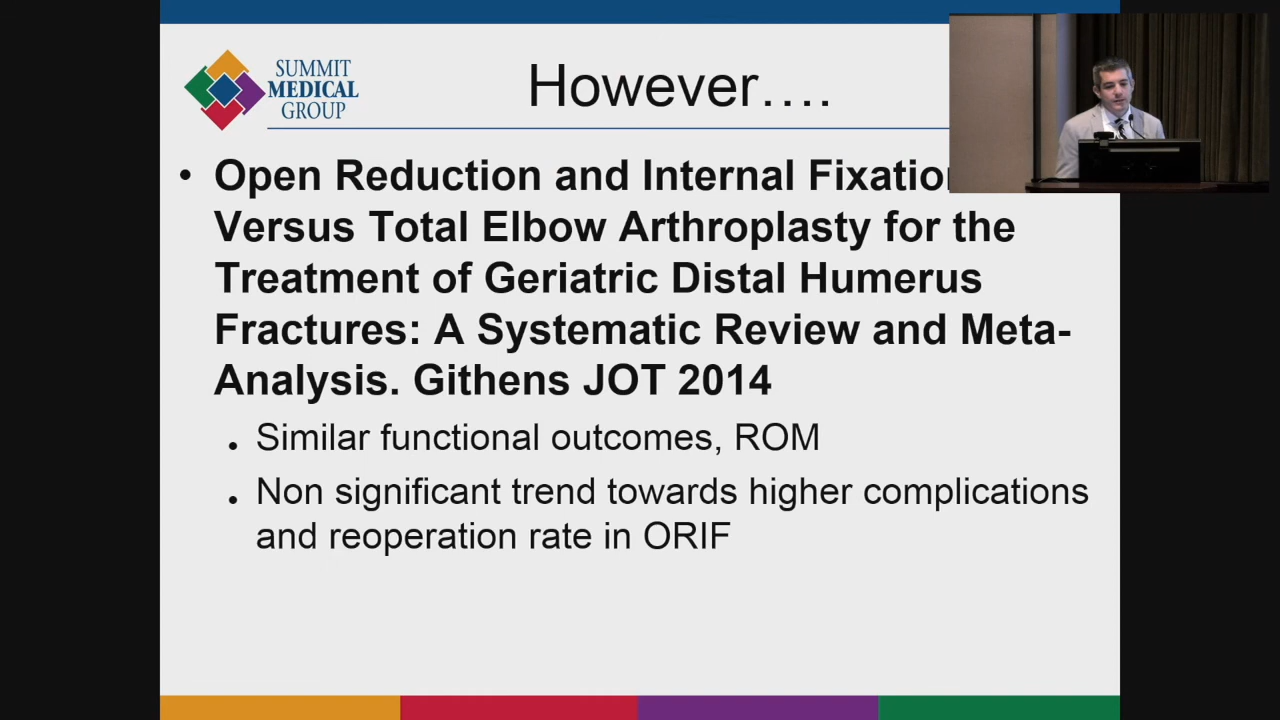 SUMMIT
MEDICAL
GROUP
However….
• Open Reduction and Internal Fixation
Versus Total Elbow Arthroplasty for the
Treatment of Geriatric Distal Humerus
Fractures: A Systematic Review and Meta-
Analysis. Githens JOT 2014
• Similar functional outcomes, ROM
• Non significant trend towards higher complications
and reoperation rate in ORIF